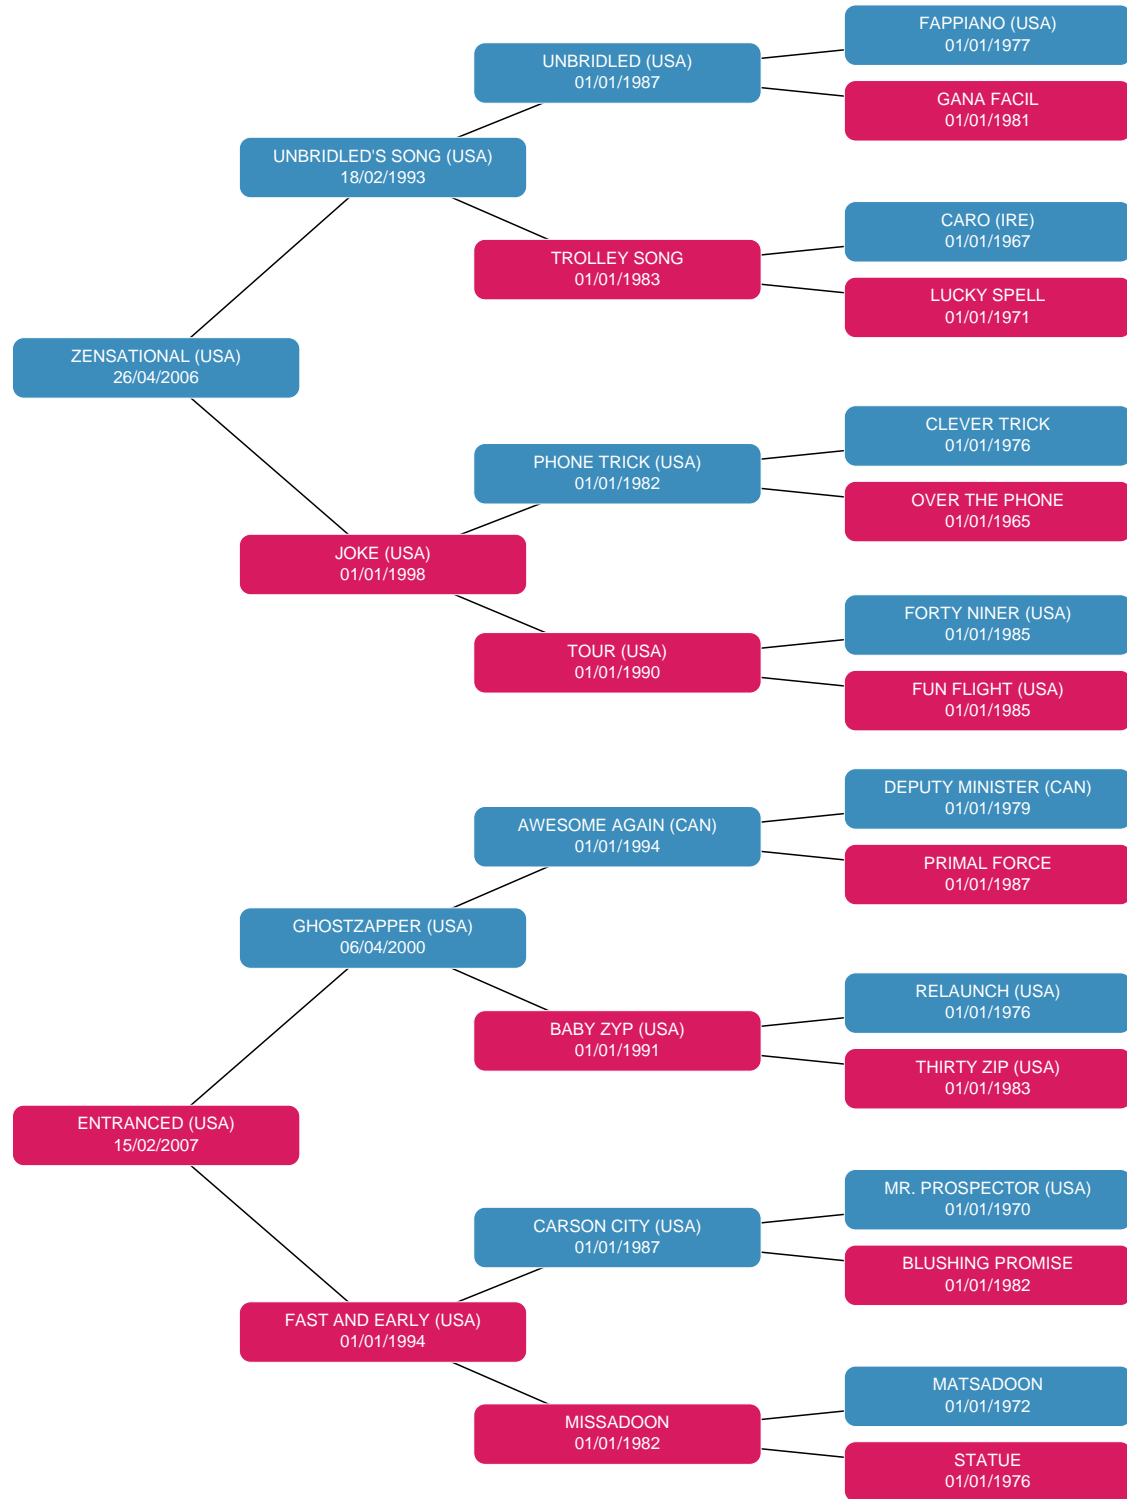 FAPPIANO (USA)
01/01/1977
UNBRIDLED (USA)
01/01/1987
GANA FACIL
01/01/1981
UNBRIDLED'S SONG (USA)
18/02/1993
CARO (IRE)
01/01/1967
TROLLEY SONG
01/01/1983
LUCKY SPELL
01/01/1971
ZENSATIONAL (USA)
26/04/2006
CLEVER TRICK
01/01/1976
PHONE TRICK (USA)
01/01/1982
OVER THE PHONE
01/01/1965
JOKE (USA)
01/01/1998
FORTY NINER (USA)
01/01/1985
TOUR (USA)
01/01/1990
FUN FLIGHT (USA)
01/01/1985
DEPUTY MINISTER (CAN)
01/01/1979
AWESOME AGAIN (CAN)
01/01/1994
PRIMAL FORCE
01/01/1987
GHOSTZAPPER (USA)
06/04/2000
RELAUNCH (USA)
01/01/1976
BABY ZYP (USA)
01/01/1991
THIRTY ZIP (USA)
01/01/1983
ENTRANCED (USA)
15/02/2007
MR. PROSPECTOR (USA)
01/01/1970
CARSON CITY (USA)
01/01/1987
BLUSHING PROMISE
01/01/1982
FAST AND EARLY (USA)
01/01/1994
MATSADOON
01/01/1972
MISSADOON
01/01/1982
STATUE
01/01/1976